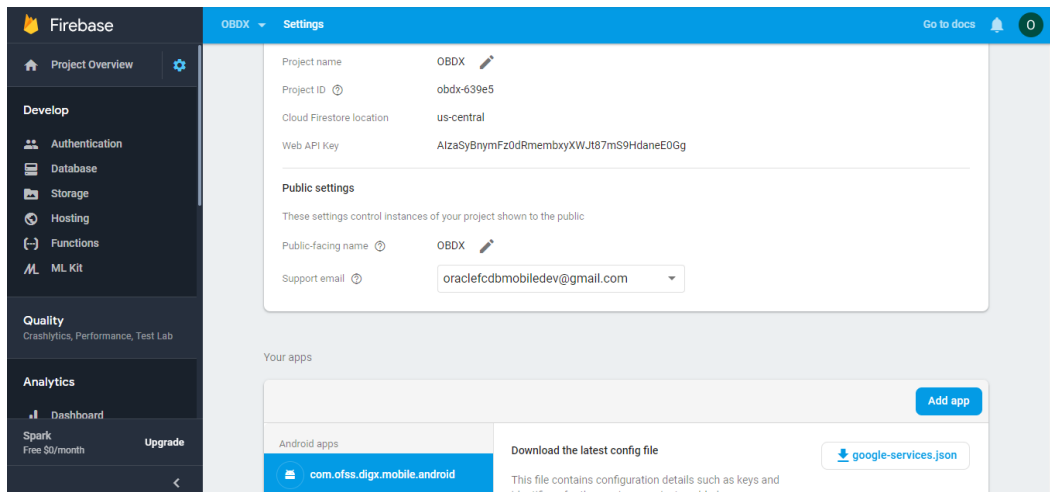 Firebase
OBDX
Settings
Go to docs
O
Project Overview
Develop
Authentication
Database
Storage
Hosting
Functions
ML Kit
Quality
Crashlytics, Performance, Test Lab
Analytics
Dashboard
Spark
Free $0/month
Upgrade
Project name
OBDX
Project ID
obdx-639e5
Cloud Firestore location
us-central
Web API Key
AIzaSyBnymFz0dRmembxyXWJt87mS9HdaneE0Gg
Public settings
These settings control instances of your project shown to the public
Public-facing name
OBDX
Support email
oraclefcdbmobiledev@gmail.com
Your apps
Add app
Android apps
com.ofss.digx.mobile.android
Download the latest config file
google-services.json
This file contains configuration details such as keys and